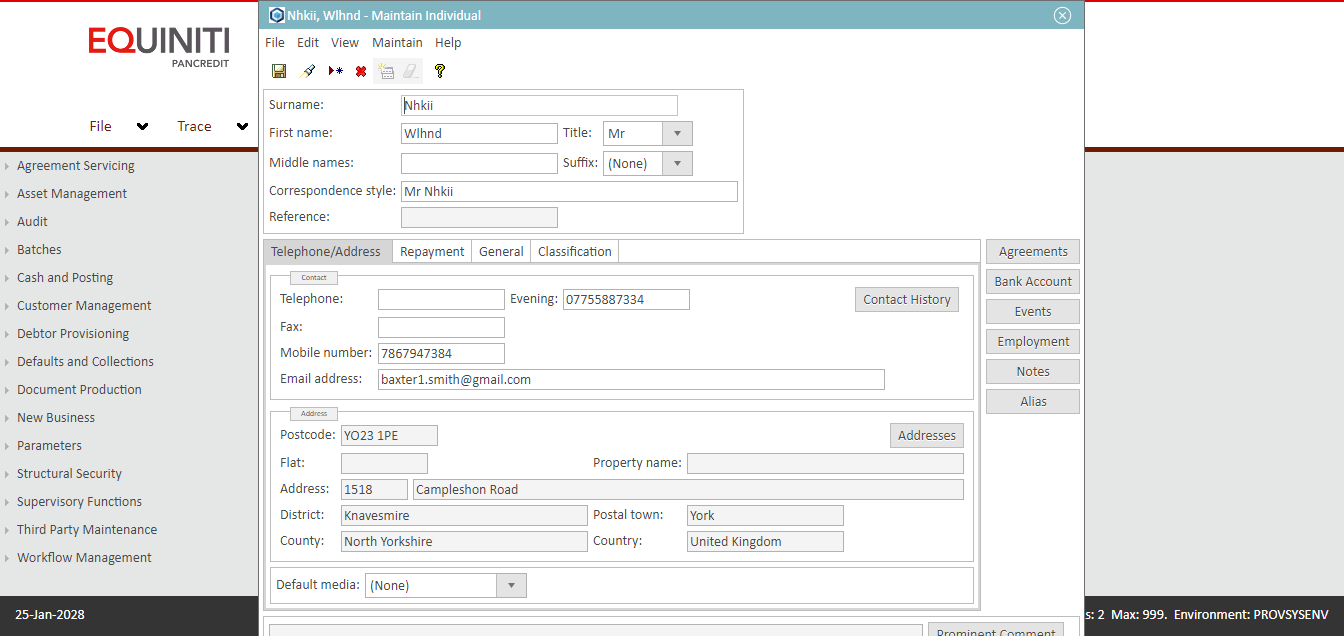 Nhkii, Wlhnd - Maintain Individual
EQUINITI
PANCREDIT
File Edit View Maintain Help
File Trace
Surname: Nhkii
First name: Wlhnd Title: Mr
Middle names: Suffix: (None)
Correspondence style: Mr Nhkii
Reference:
Agreement Servicing
Asset Management
Audit
Batches
Cash and Posting
Customer Management
Debtor Provisioning
Defaults and Collections
Document Production
New Business
Parameters
Structural Security
Supervisory Functions
Third Party Maintenance
Workflow Management
Telephone/Address Repayment General Classification
Contact
Telephone: Evening: 07755887334 Contact History
Fax:
Mobile number: 7867947384
Email address: baxter1.smith@gmail.com
Address
Postcode: YO23 1PE Addresses
Flat: Property name:
Address: 1518 Campleshon Road
District: Knavesmire Postal town: York
County: North Yorkshire Country: United Kingdom
Default media: (None)
Agreements
Bank Account
Events
Employment
Notes
Alias
Prominent Comment
25-Jan-2028
s: 2 Max: 999. Environment: PROVSYSENV